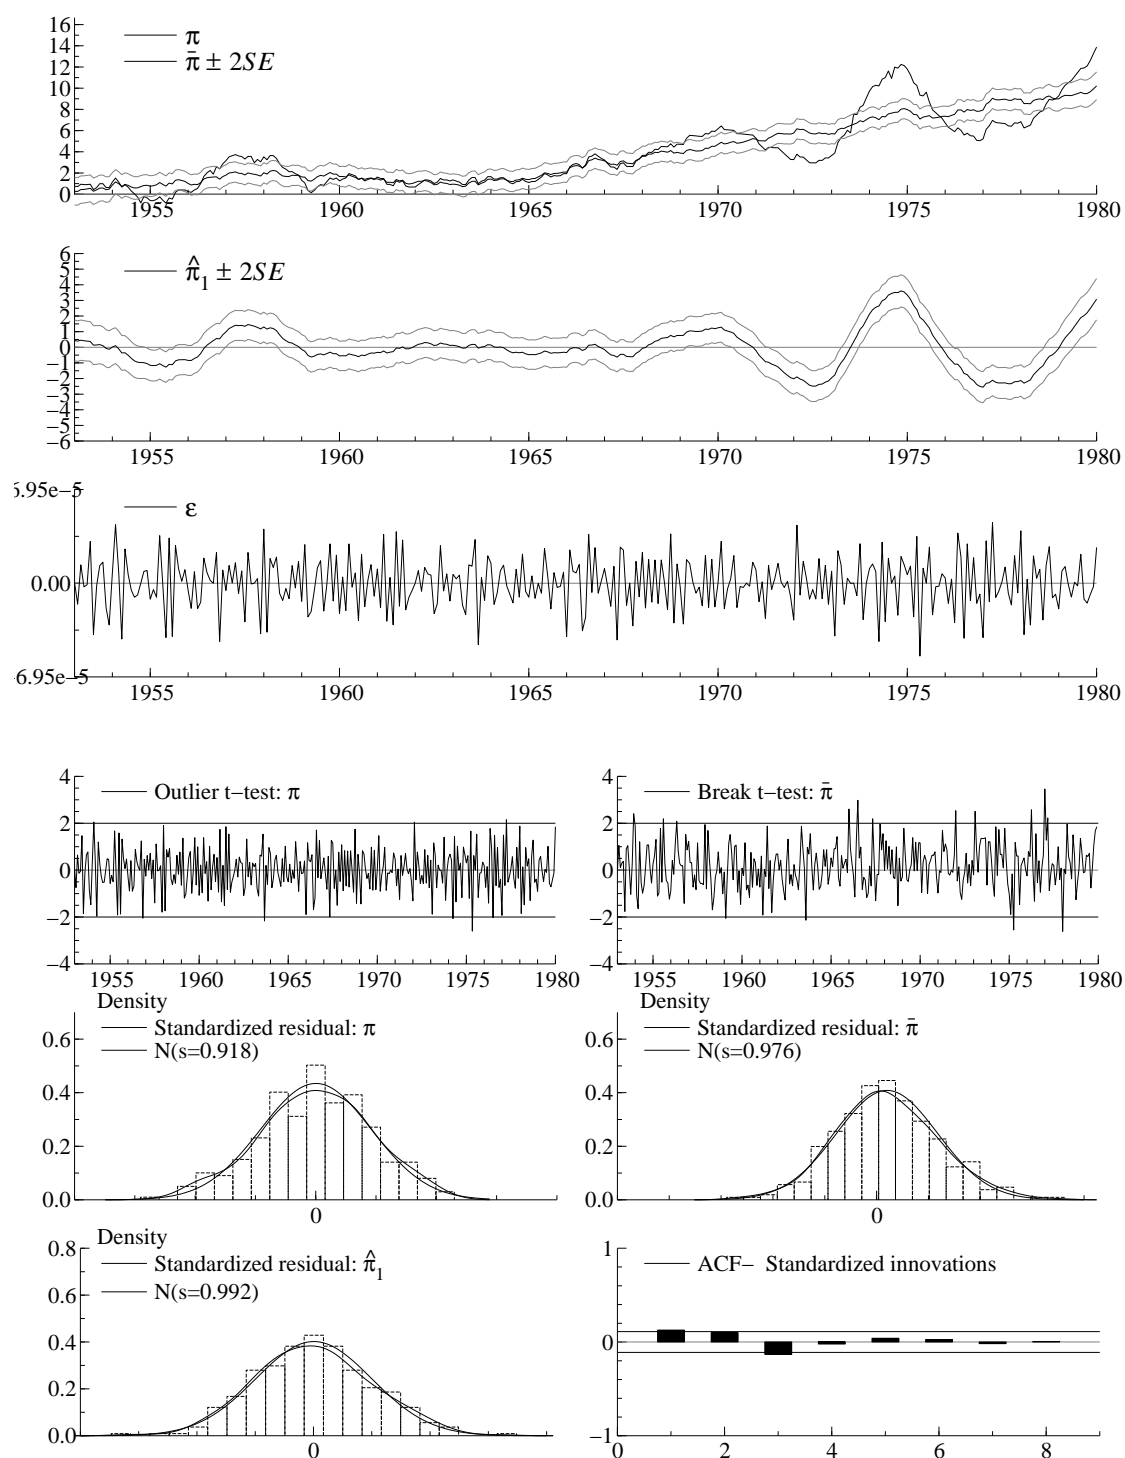 16
14
12
10
8
6
4
2
0
π
π̄ ± 2SE
1955 1960 1965 1970 1975 1980
6
5
4
3
2
1
0
−1
−2
−3
−4
−5
−6
π̂1 ± 2SE
1955 1960 1965 1970 1975 1980
6.95e−5
0.00
−6.95e−5
ε
1955 1960 1965 1970 1975 1980
4
2
0
−2
−4
Outlier t−test: π
1955 1960 1965 1970 1975 1980
4
2
0
−2
−4
Break t−test: π̄
1955 1960 1965 1970 1975 1980
Density
0.6
0.4
0.2
0.0
Standardized residual: π
N(s=0.918)
0
Density
0.6
0.4
0.2
0.0
Standardized residual: π̄
N(s=0.976)
0
Density
0.8
0.6
0.4
0.2
0.0
Standardized residual: π̂1
N(s=0.992)
0
1
0
−1
ACF− Standardized innovations
0 2 4 6 8